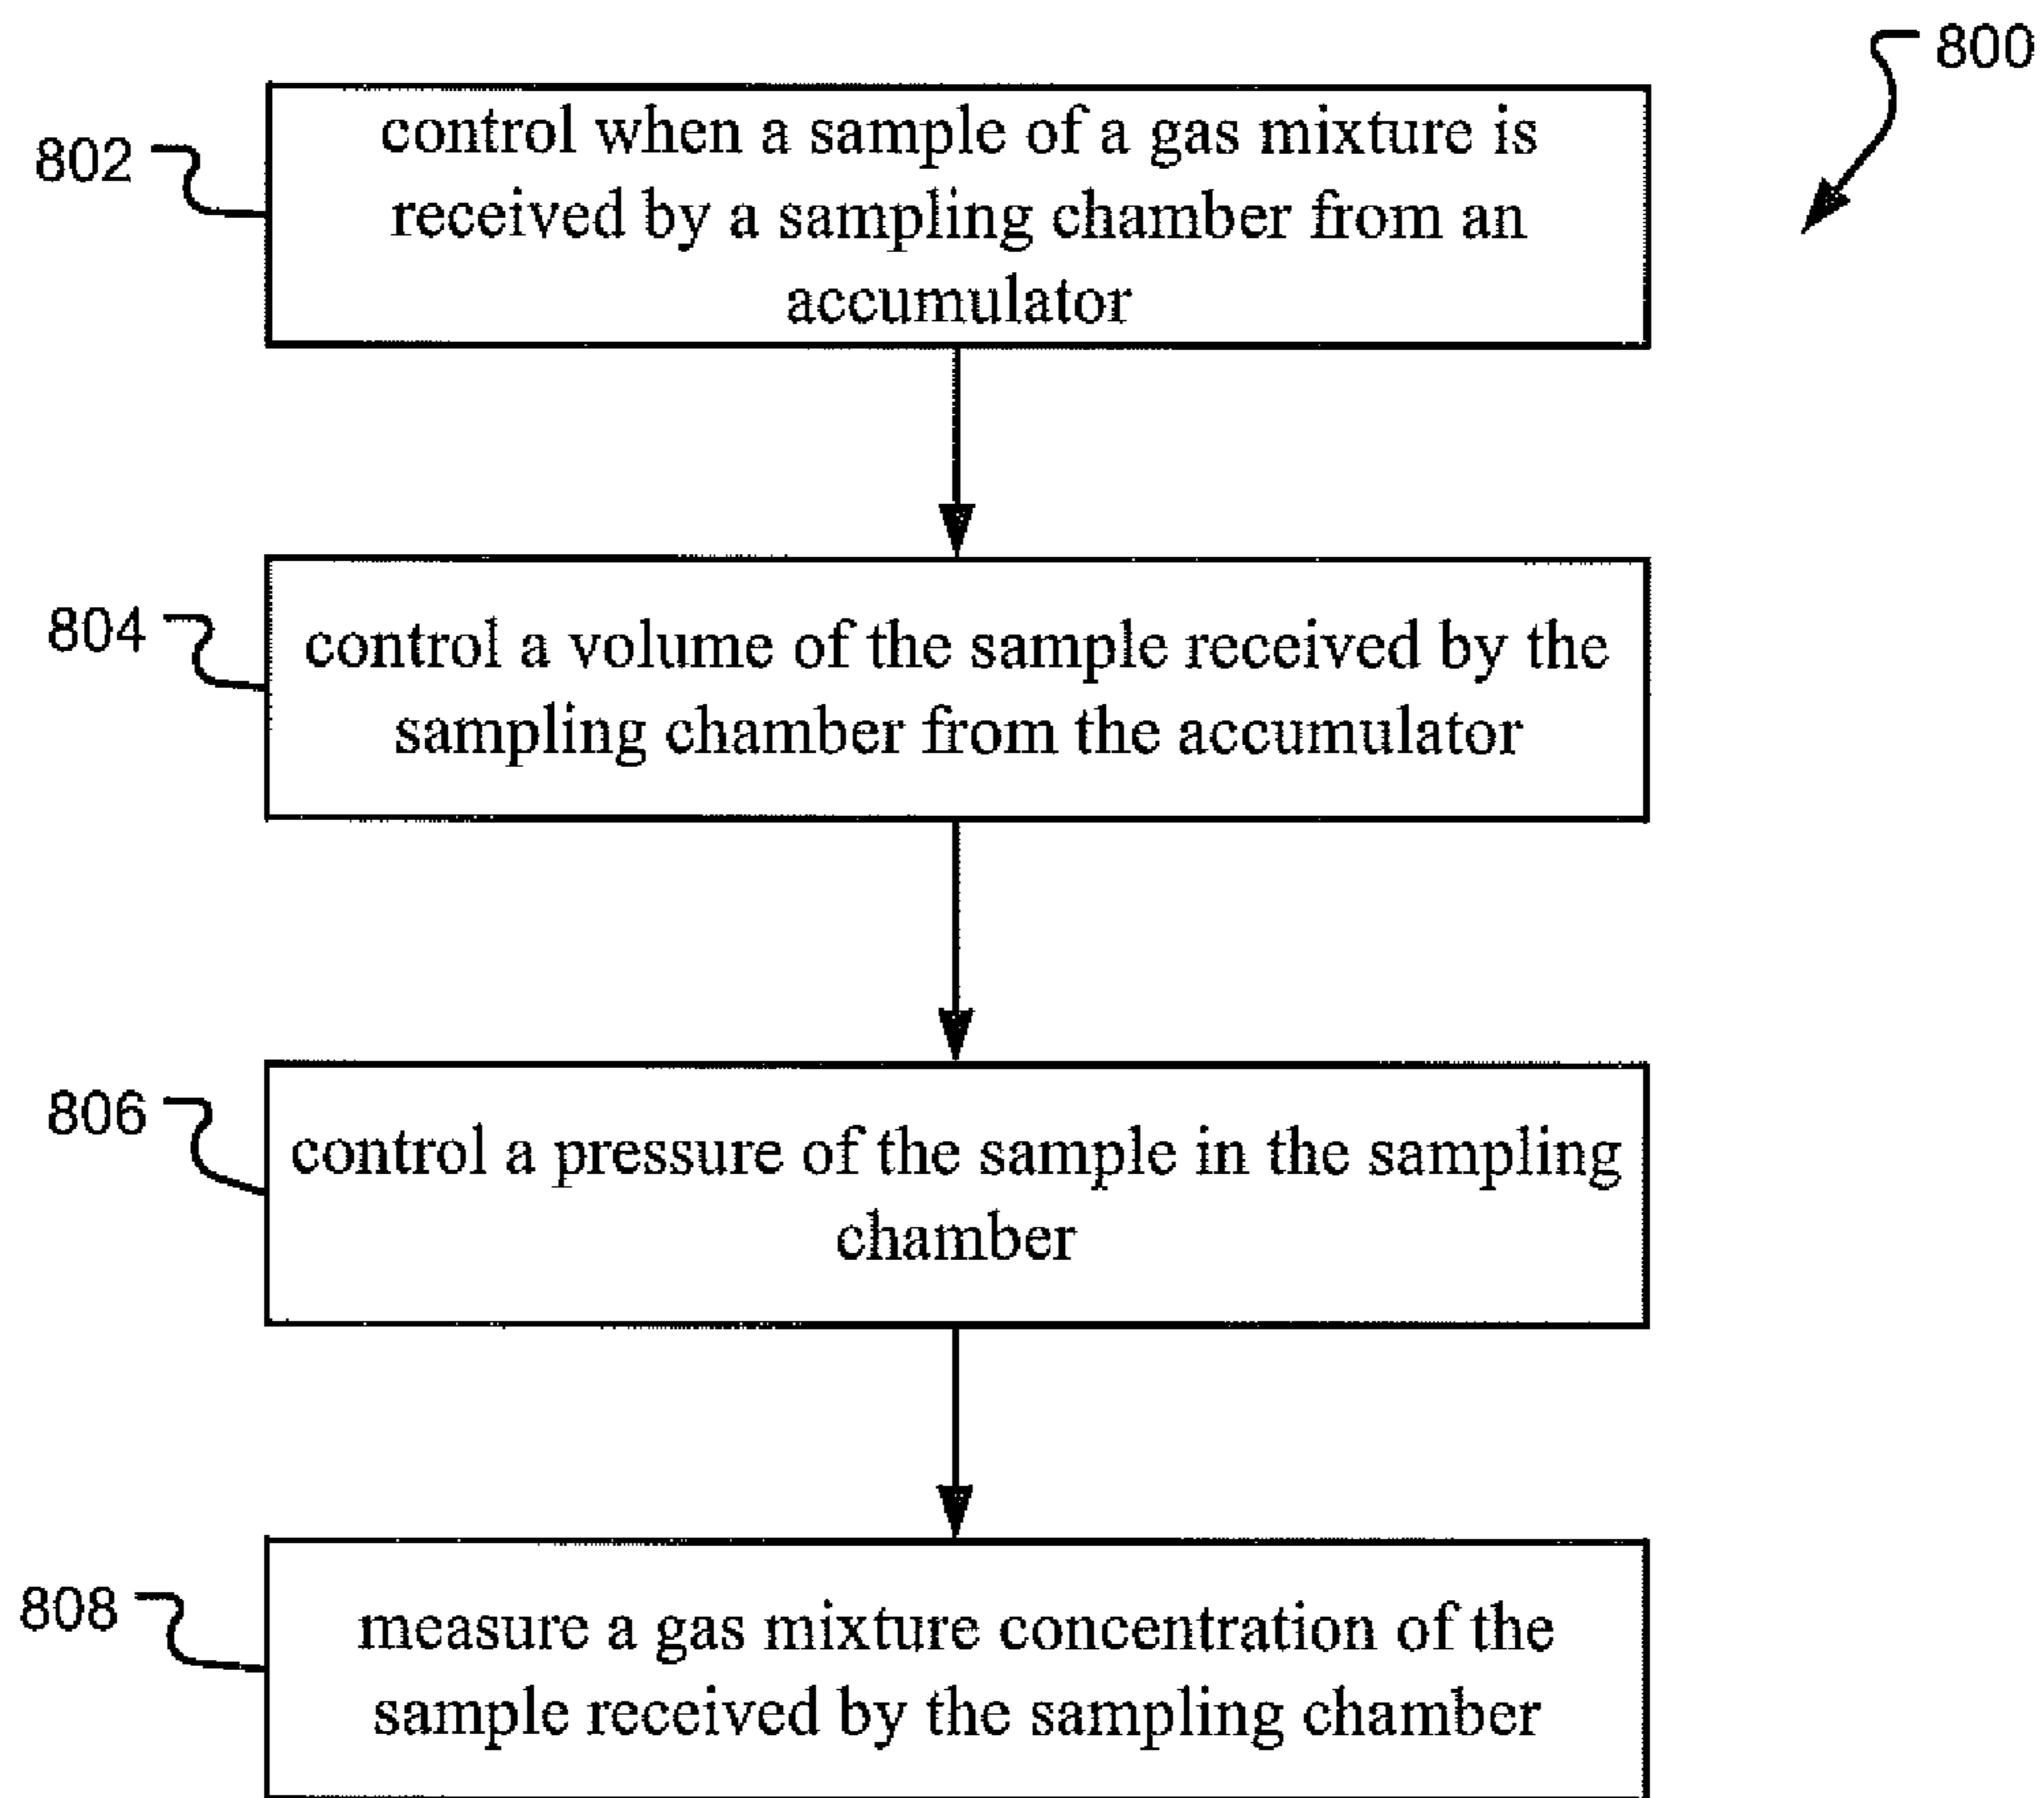 800
802
control when a sample of a gas mixture is
received by a sampling chamber from an
accumulator
804
control a volume of the sample received by the
sampling chamber from the accumulator
806
control a pressure of the sample in the sampling
chamber
808
measure a gas mixture concentration of the
sample received by the sampling chamber